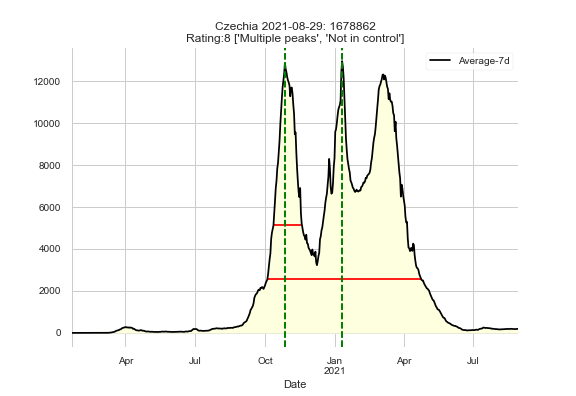 Czechia 2021-08-29: 1678862
Rating:8 ['Multiple peaks', 'Not in control']
Average-7d
12000
10000
8000
6000
4000
2000
0
Apr
Jul
Oct
Jan
2021
Apr
Jul
Date